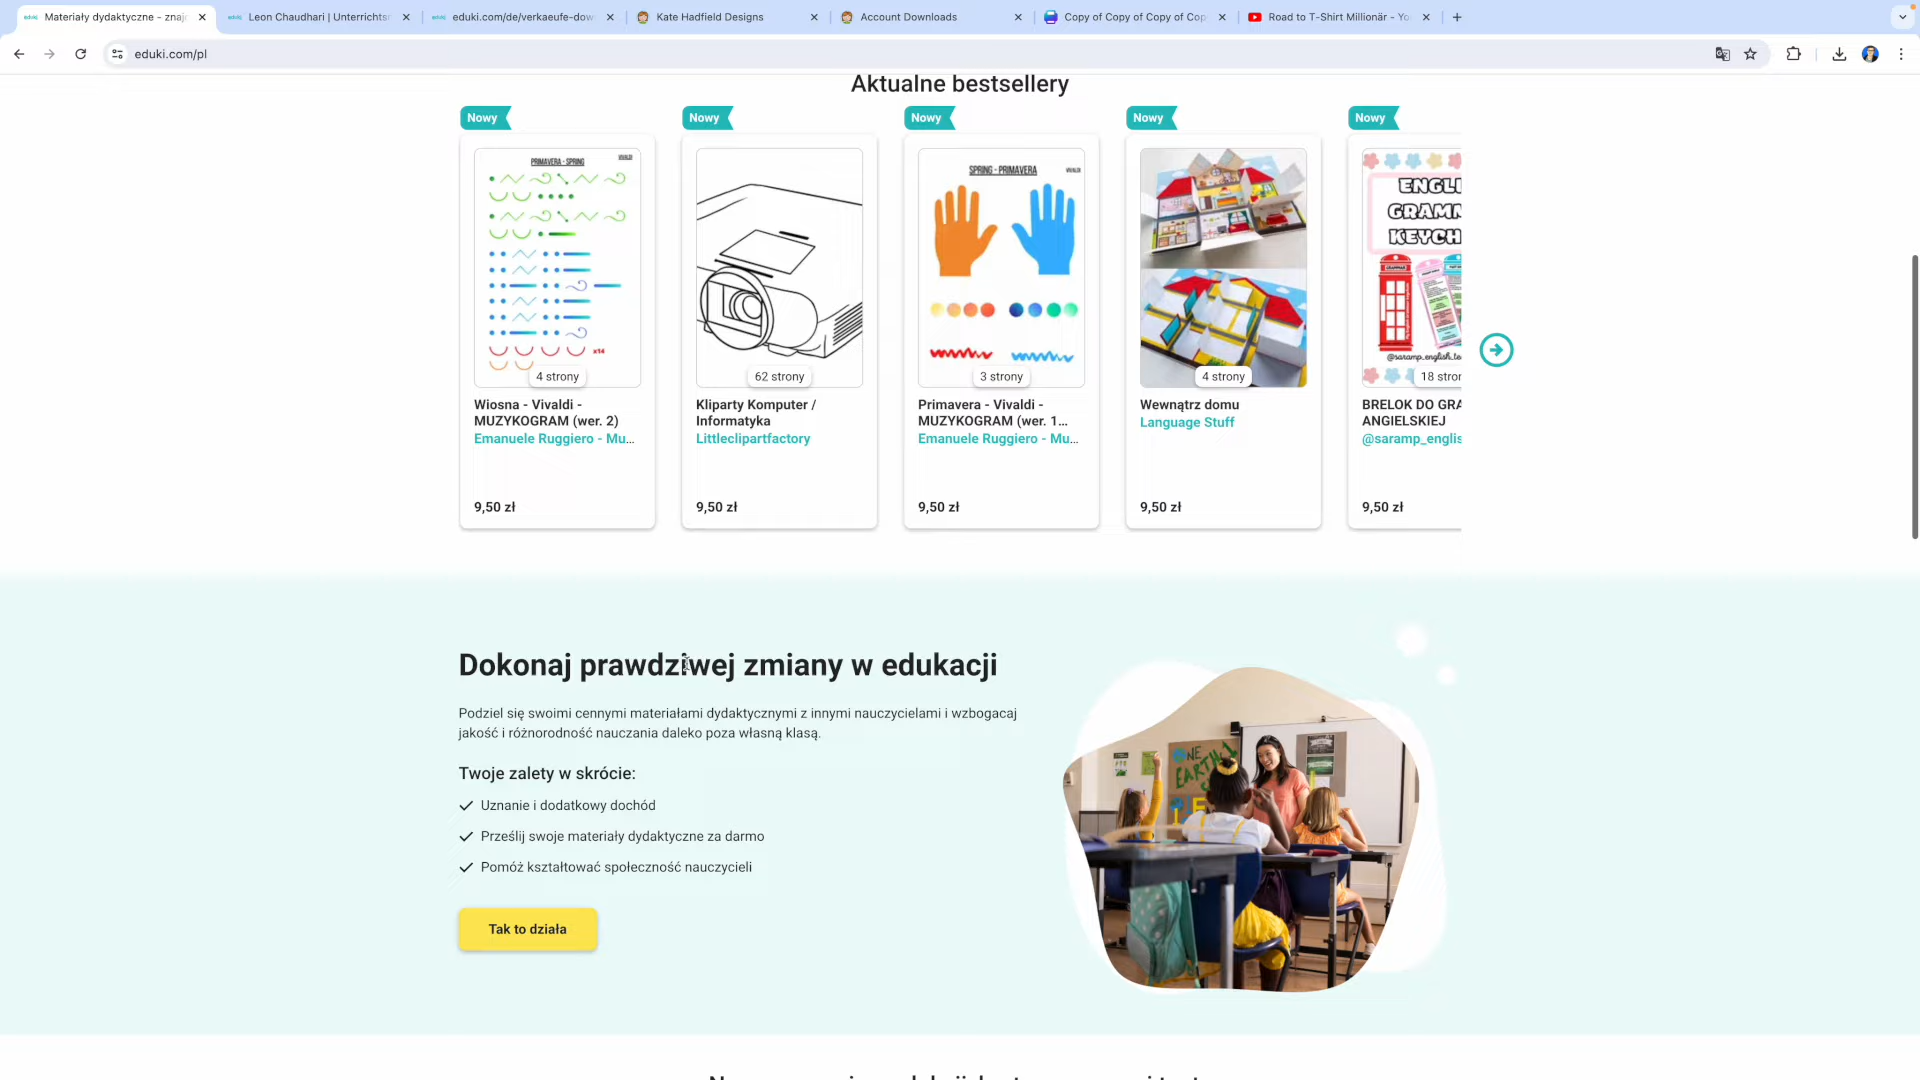 Materiały dydaktyczne - znaj
Leon Chaudhari | Unterrichts
eduki.com/de/verkaeufe-dow
Kate Hadfield Designs
Account Downloads
Copy of Copy of Copy of Cop
Road to T-Shirt Millionär - Yo
eduki.com/pl
Aktualne bestsellery
Nowy
Nowy
Nowy
Nowy
Nowy
PRIMAVERA - SPRING
VIVALDI
x14
4 strony
62 strony
SPRING - PRIMAVERA
VIVALDI
3 strony
4 strony
ENGLI
GRAMM
KEYCH
@saramp_english_te
18 stron
Wiosna - Vivaldi -
MUZYKOGRAM (wer. 2)
Emanuele Ruggiero - Mu...
9,50 zł
Kliparty Komputer /
Informatyka
Littleclipartfactory
9,50 zł
Primavera - Vivaldi -
MUZYKOGRAM (wer. 1...
Emanuele Ruggiero - Mu...
9,50 zł
Wewnątrz domu
Language Stuff
9,50 zł
BRELOK DO GRA
ANGIELSKIEJ
@saramp_englis
9,50 zł
Dokonaj prawdziwej zmiany w edukacji
Podziel się swoimi cennymi materiałami dydaktycznymi z innymi nauczycielami i wzbogacaj
jakość i różnorodność nauczania daleko poza własną klasą.
Twoje zalety w skrócie:
Uznanie i dodatkowy dochód
Prześlij swoje materiały dydaktyczne za darmo
Pomóż kształtować społeczność nauczycieli
Tak to działa